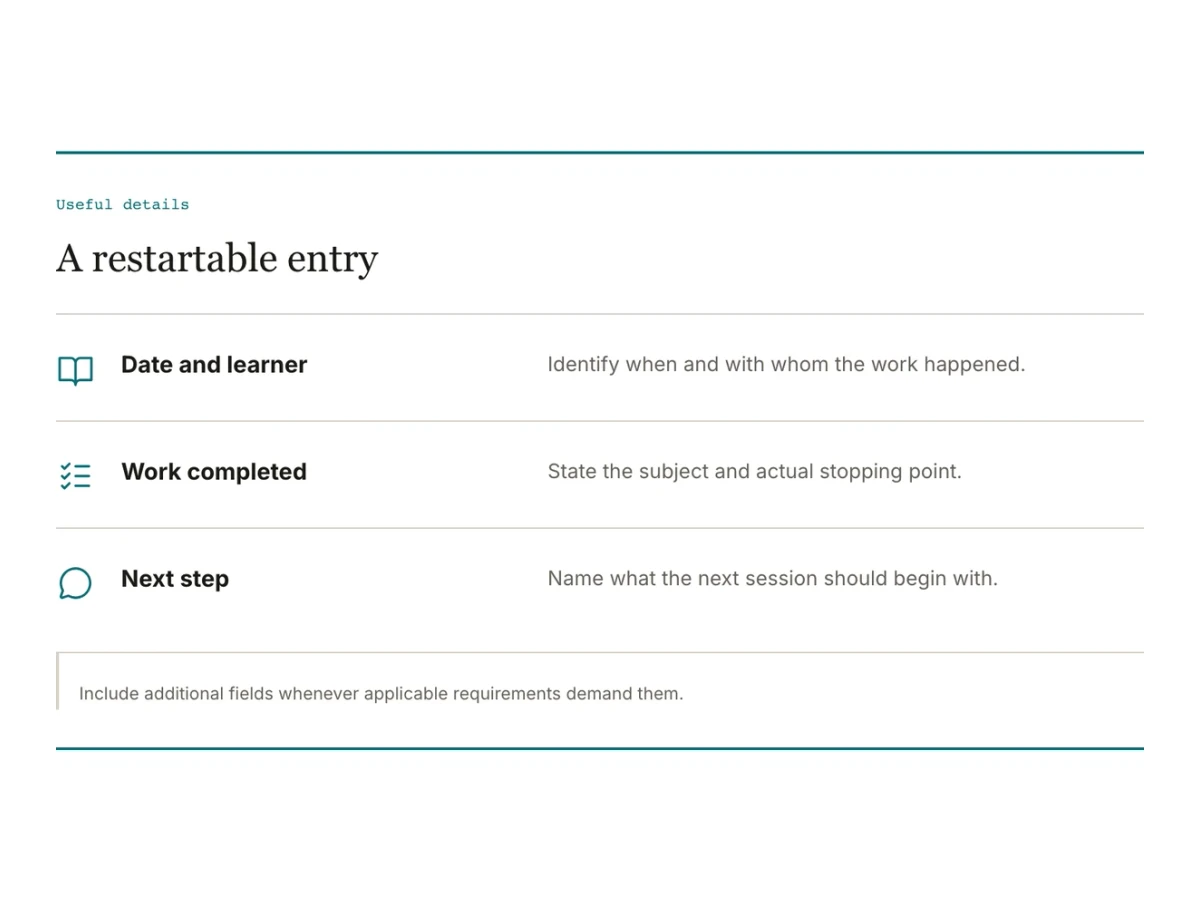 Useful details
A restartable entry
Date and learner
Identify when and with whom the work happened.
Work completed
State the subject and actual stopping point.
Next step
Name what the next session should begin with.
Include additional fields whenever applicable requirements demand them.